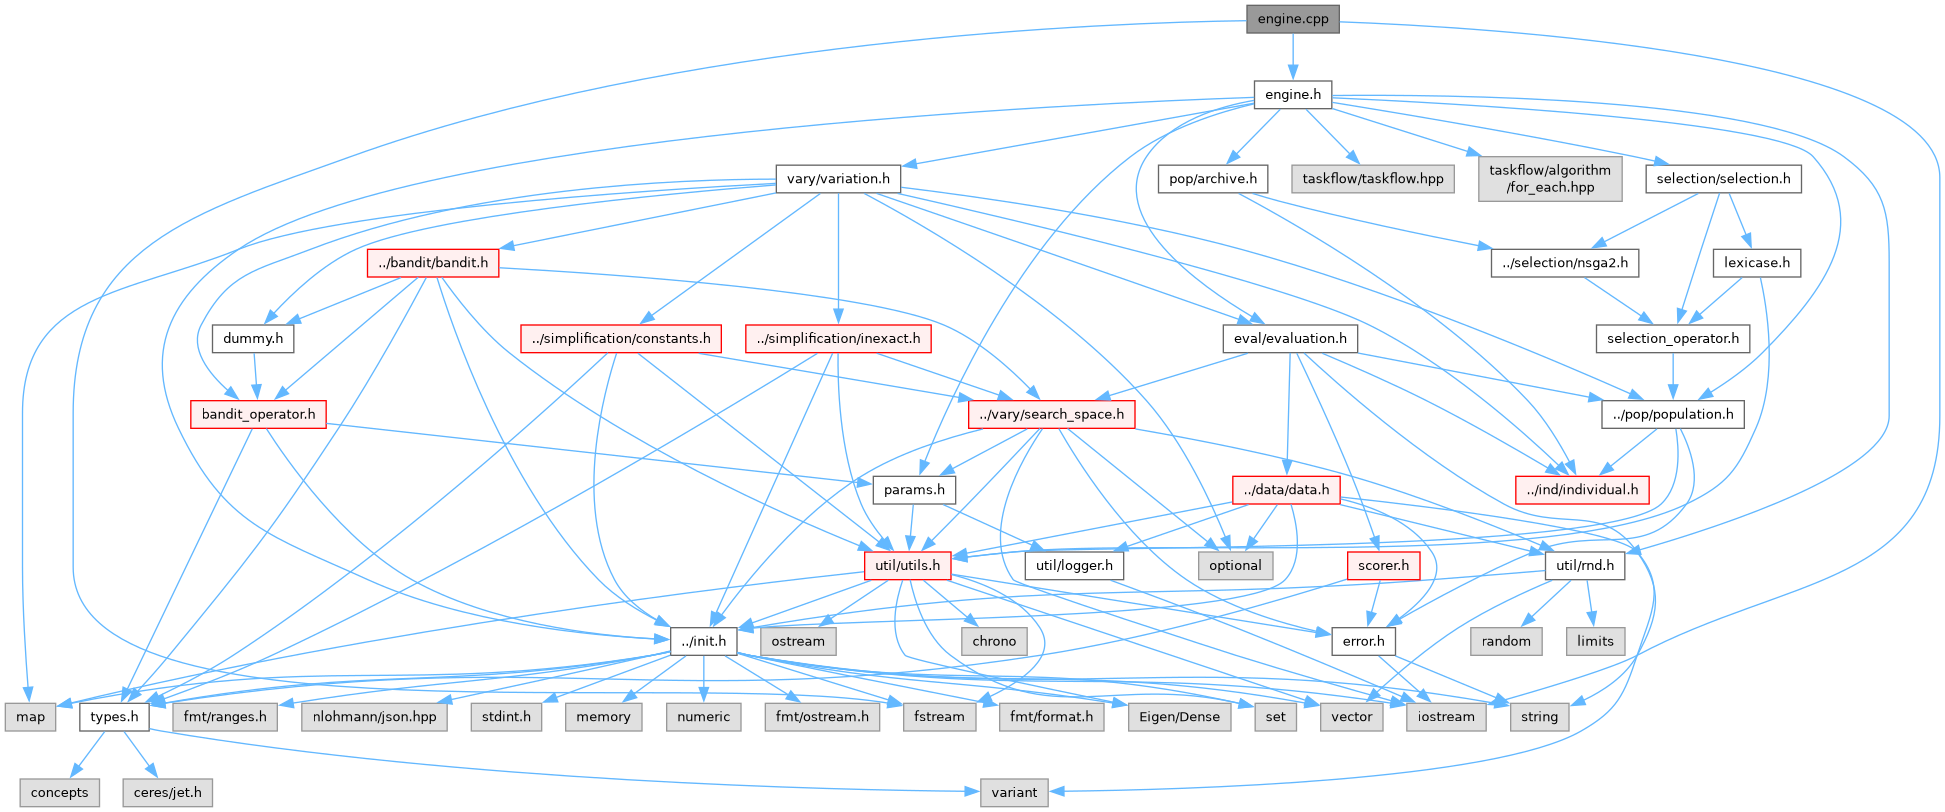 engine.cpp
engine.h
vary/variation.h
pop/archive.h
taskflow/taskflow.hpp
taskflow/algorithm
/for_each.hpp
selection/selection.h
../bandit/bandit.h
../selection/nsga2.h
lexicase.h
dummy.h
../simplification/constants.h
../simplification/inexact.h
eval/evaluation.h
selection_operator.h
bandit_operator.h
../vary/search_space.h
../pop/population.h
params.h
../data/data.h
../ind/individual.h
util/utils.h
util/logger.h
optional
scorer.h
util/rnd.h
../init.h
ostream
chrono
error.h
random
limits
map
types.h
fmt/ranges.h
nlohmann/json.hpp
stdint.h
memory
numeric
fmt/ostream.h
fstream
fmt/format.h
Eigen/Dense
set
vector
iostream
string
concepts
ceres/jet.h
variant